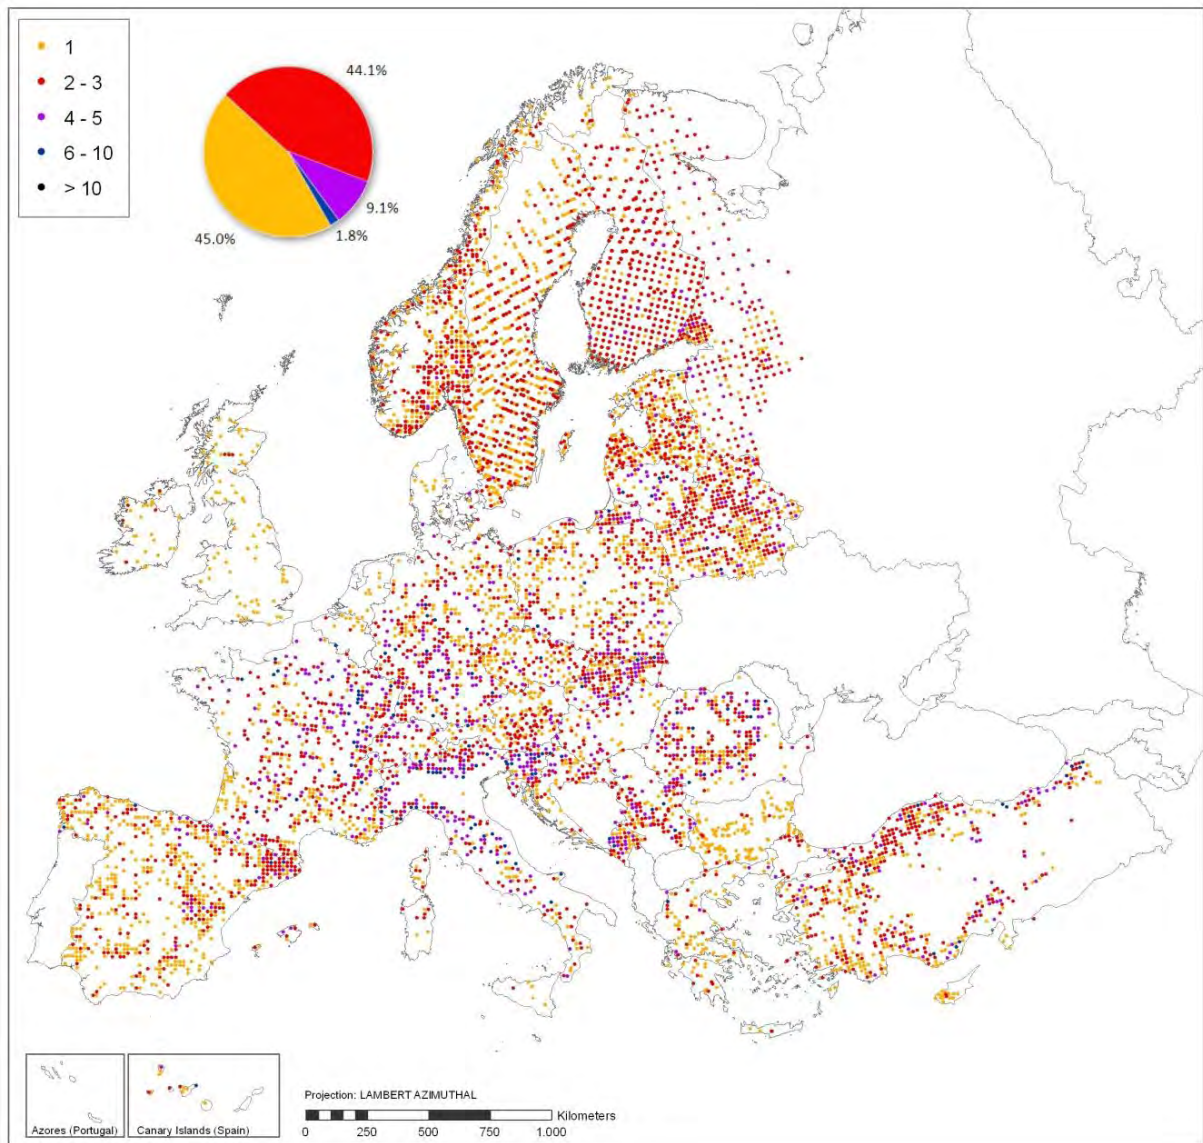 1
2 - 3
4 - 5
6 - 10
> 10
44.1%
9.1%
1.8%
45.0%
Azores (Portugal)
Canary Islands (Spain)
Projection: LAMBERT AZIMUTHAL
Kilometers
0 250 500 750 1.000